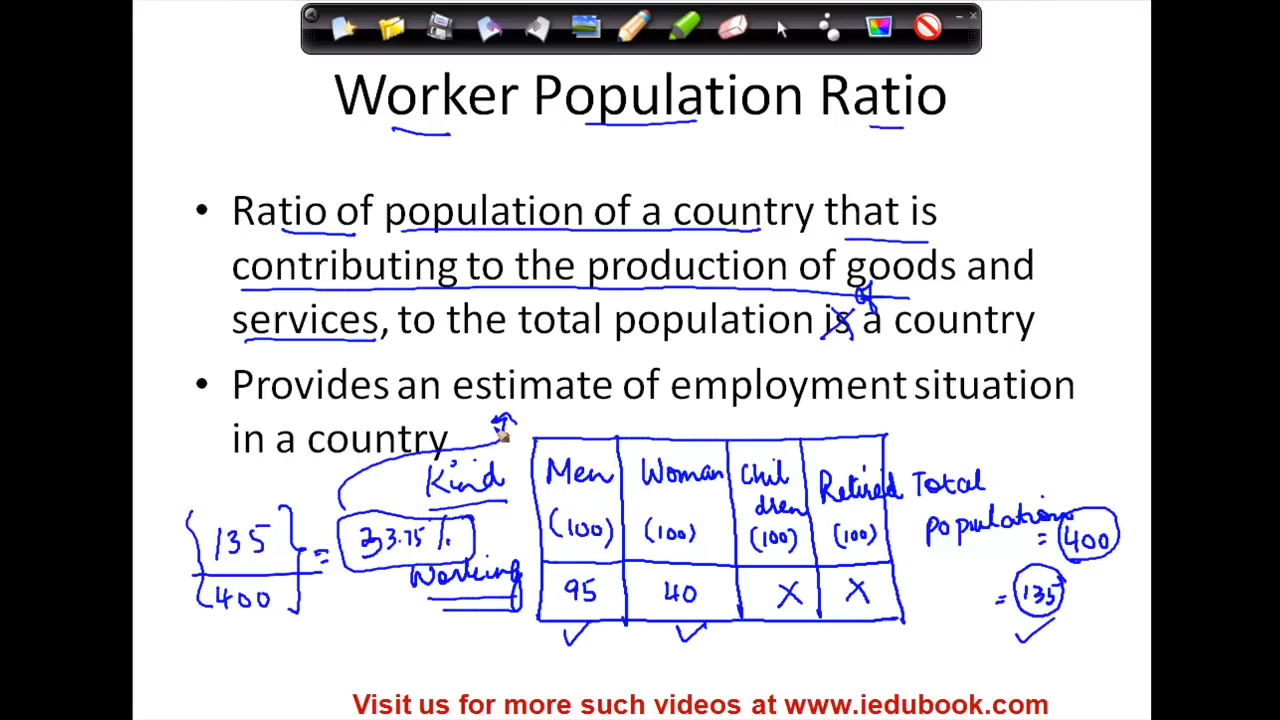 Worker Population Ratio
• Ratio of population of a country that is
contributing to the production of goods and
of
services, to the total population is a country
• Provides an estimate of employment situation
in a country
Kind Men Woman Chil Retired Total
dren population
(100) (100) (100) (100) = 400
135 = 33.75 %
400
Working 95 40 X X = 135
Visit us for more such videos at www.iedubook.com